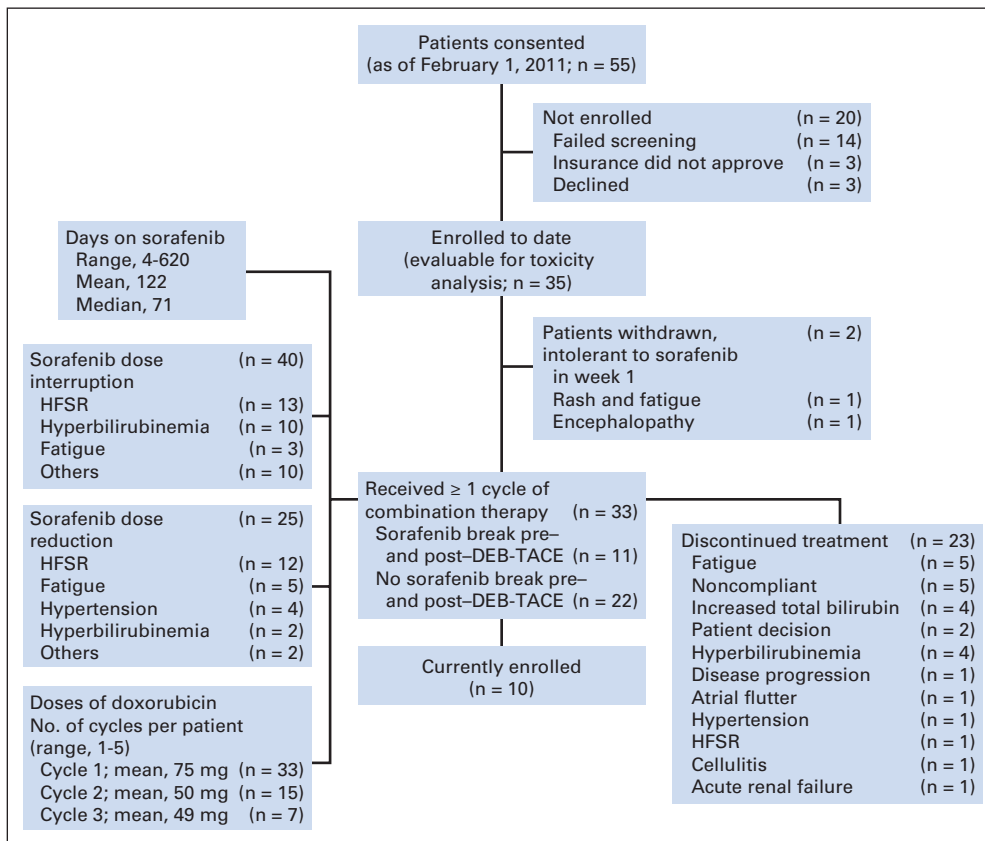 Patients consented
(as of February 1, 2011; n = 55)
Not enrolled (n = 20)
Failed screening (n = 14)
Insurance did not approve (n = 3)
Declined (n = 3)
Enrolled to date
(evaluable for toxicity
analysis; n = 35)
Patients withdrawn, (n = 2)
intolerant to sorafenib
in week 1
Rash and fatigue (n = 1)
Encephalopathy (n = 1)
Days on sorafenib
Range, 4-620
Mean, 122
Median, 71
Sorafenib dose (n = 40)
interruption
HFSR (n = 13)
Hyperbilirubinemia (n = 10)
Fatigue (n = 3)
Others (n = 10)
Sorafenib dose (n = 25)
reduction
HFSR (n = 12)
Fatigue (n = 5)
Hypertension (n = 4)
Hyperbilirubinemia (n = 2)
Others (n = 2)
Doses of doxorubicin
No. of cycles per patient
(range, 1-5)
Cycle 1; mean, 75 mg (n = 33)
Cycle 2; mean, 50 mg (n = 15)
Cycle 3; mean, 49 mg (n = 7)
Received ≥ 1 cycle of
combination therapy (n = 33)
Sorafenib break pre–
and post–DEB-TACE (n = 11)
No sorafenib break pre–
and post–DEB-TACE (n = 22)
Currently enrolled
(n = 10)
Discontinued treatment (n = 23)
Fatigue (n = 5)
Noncompliant (n = 5)
Increased total bilirubin (n = 4)
Patient decision (n = 2)
Hyperbilirubinemia (n = 4)
Disease progression (n = 1)
Atrial flutter (n = 1)
Hypertension (n = 1)
HFSR (n = 1)
Cellulitis (n = 1)
Acute renal failure (n = 1)